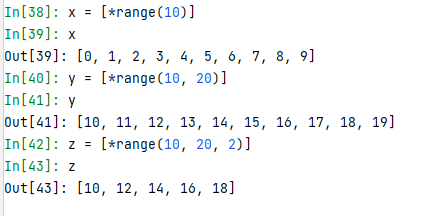 In[38]: x = [*range(10)]
In[39]: x
Out[39]: [0, 1, 2, 3, 4, 5, 6, 7, 8, 9]
In[40]: y = [*range(10, 20)]
In[41]: y
Out[41]: [10, 11, 12, 13, 14, 15, 16, 17, 18, 19]
In[42]: z = [*range(10, 20, 2)]
In[43]: z
Out[43]: [10, 12, 14, 16, 18]